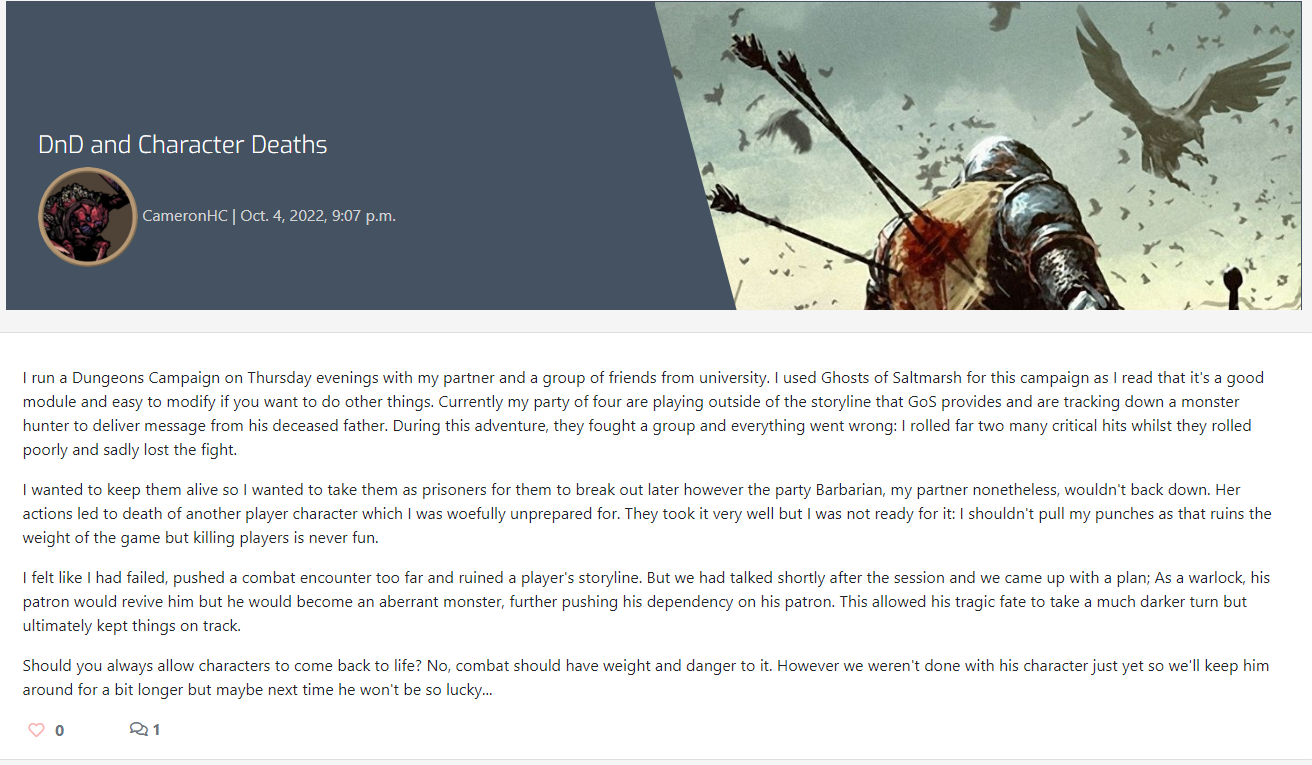 DnD and Character Deaths
CameronHC | Oct. 4, 2022, 9:07 p.m.
I run a Dungeons Campaign on Thursday evenings with my partner and a group of friends from university. I used Ghosts of Saltmarsh for this campaign as I read that it's a good
module and easy to modify if you want to do other things. Currently my party of four are playing outside of the storyline that GoS provides and are tracking down a monster
hunter to deliver message from his deceased father. During this adventure, they fought a group and everything went wrong: I rolled far two many critical hits whilst they rolled
poorly and sadly lost the fight.
I wanted to keep them alive so I wanted to take them as prisoners for them to break out later however the party Barbarian, my partner nonetheless, wouldn't back down. Her
actions led to death of another player character which I was woefully unprepared for. They took it very well but I was not ready for it: I shouldn't pull my punches as that ruins the
weight of the game but killing players is never fun.
I felt like I had failed, pushed a combat encounter too far and ruined a player's storyline. But we had talked shortly after the session and we came up with a plan; As a warlock, his
patron would revive him but he would become an aberrant monster, further pushing his dependency on his patron. This allowed his tragic fate to take a much darker turn but
ultimately kept things on track.
Should you always allow characters to come back to life? No, combat should have weight and danger to it. However we weren't done with his character just yet so we'll keep him
around for a bit longer but maybe next time he won't be so lucky...
0 1